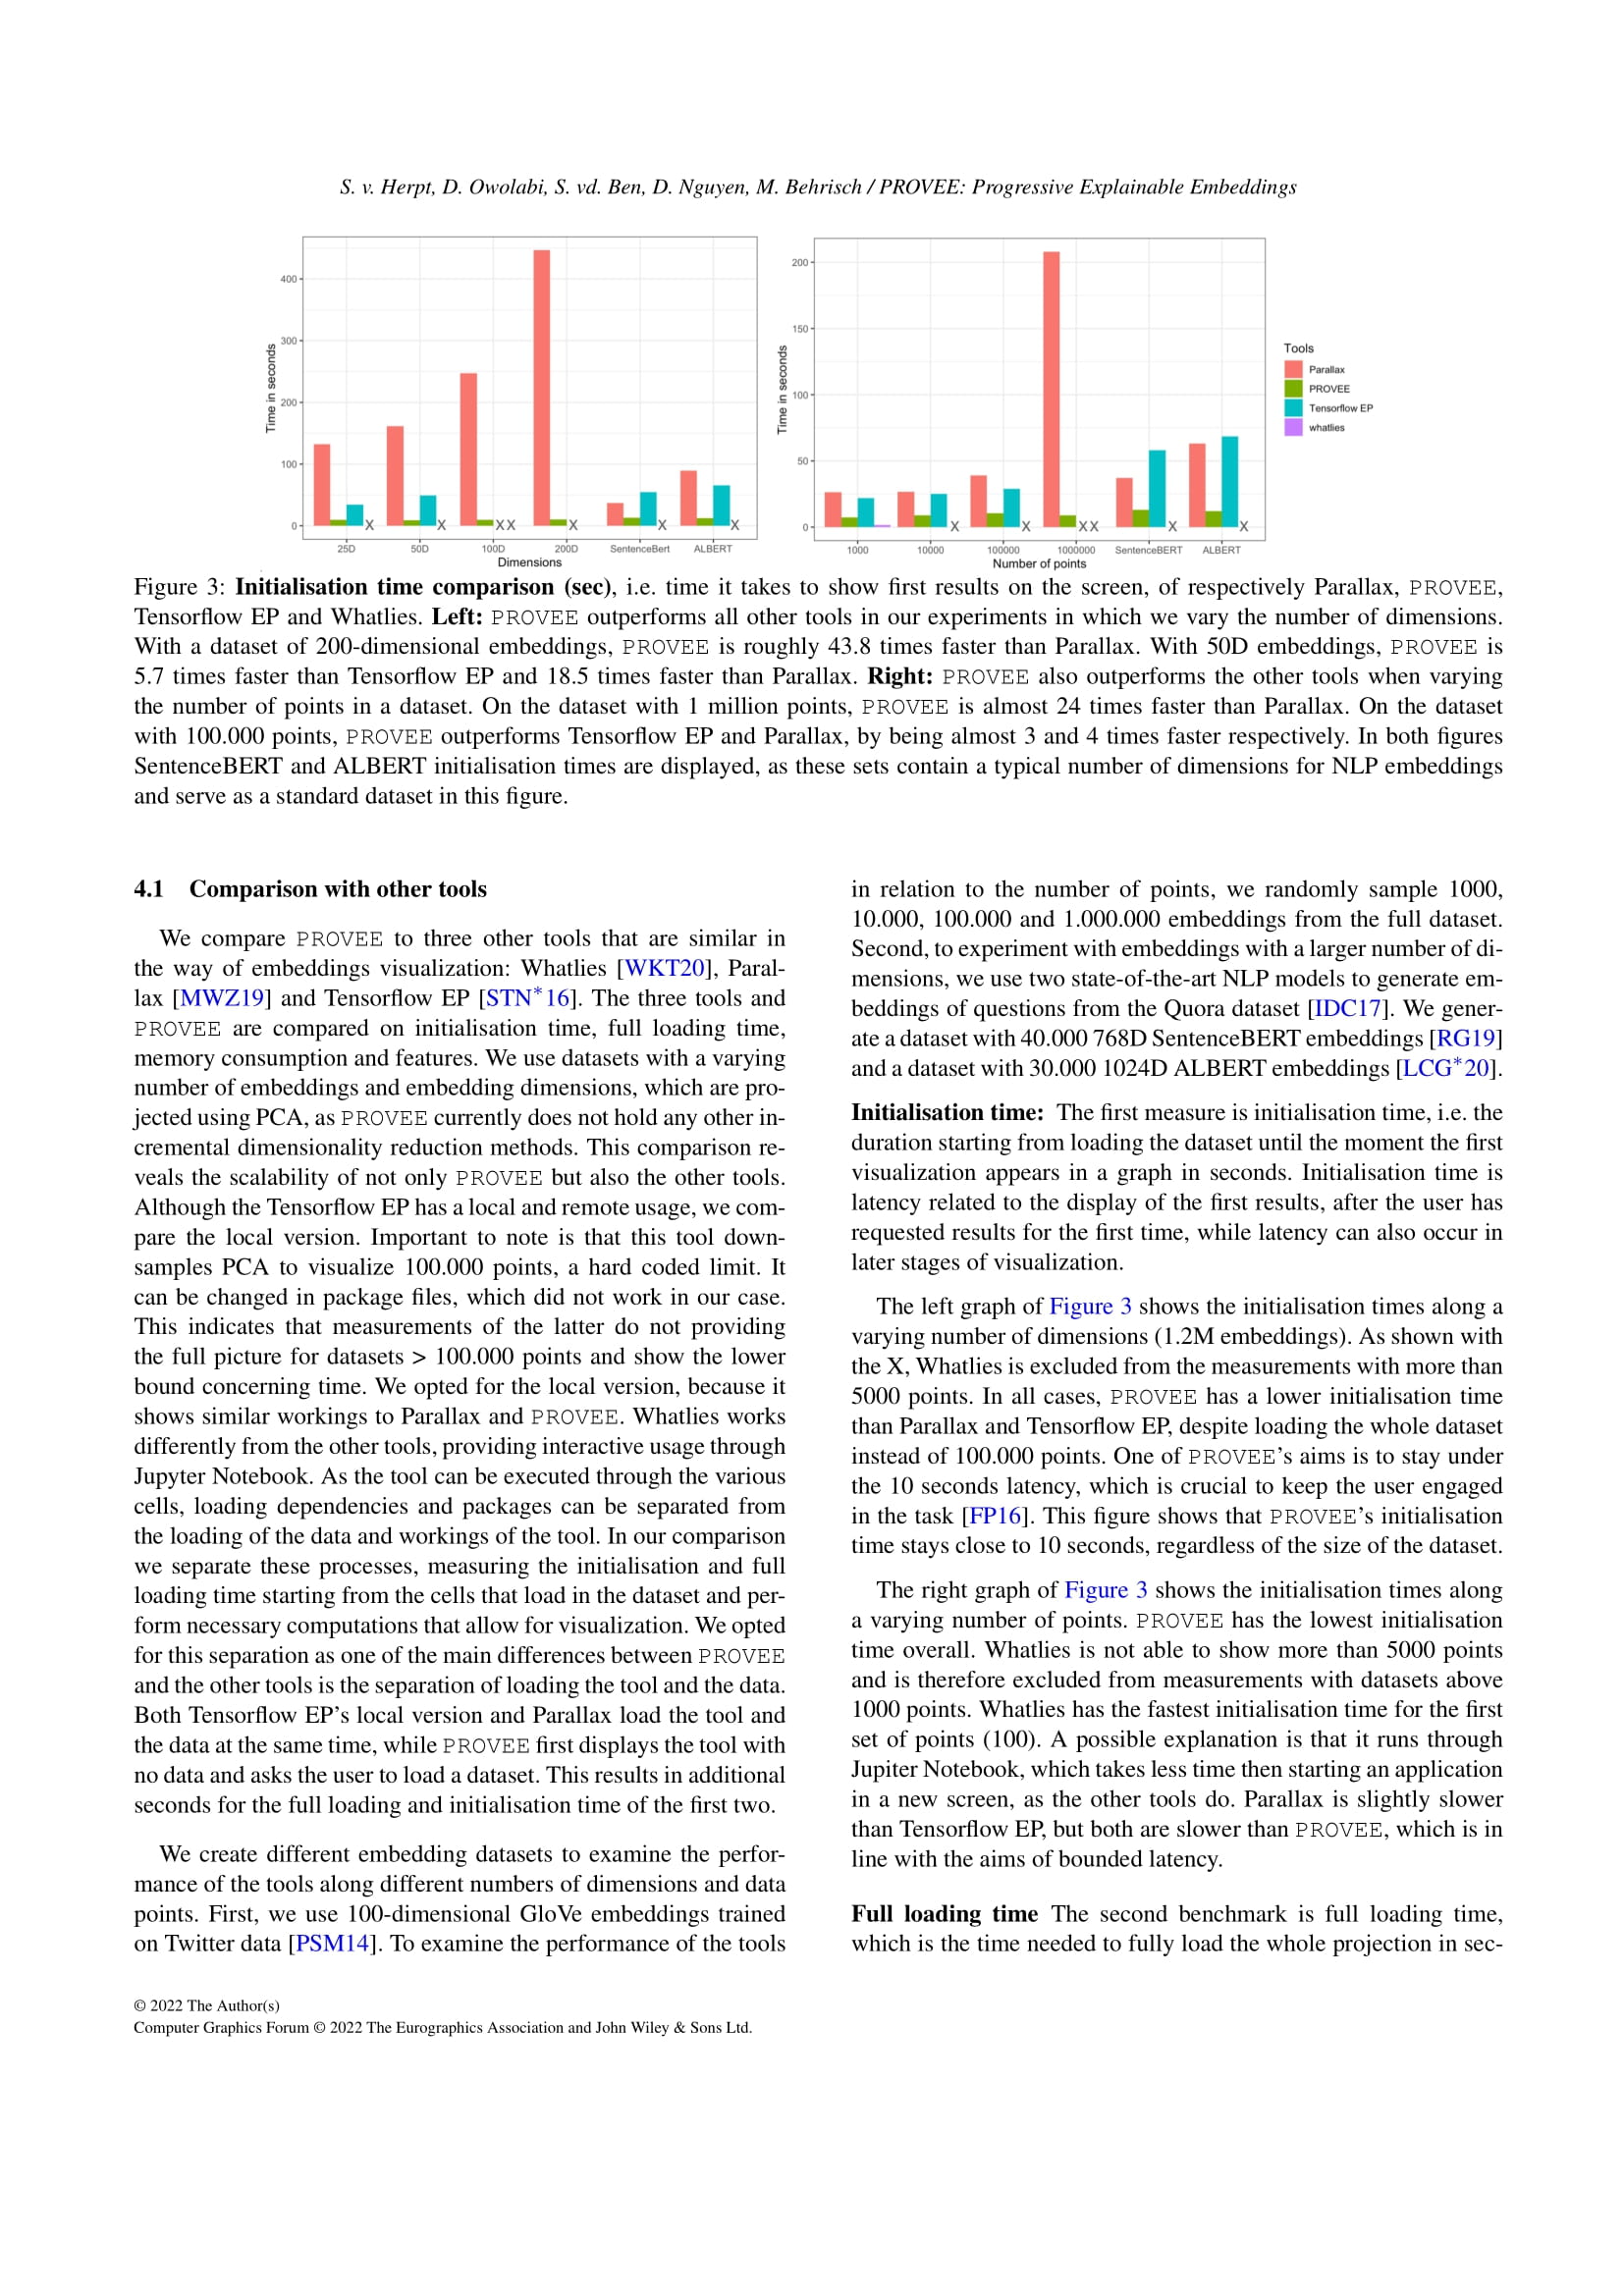 S. v. Herpt, D. Owolabi, S. vd. Ben, D. Nguyen, M. Behrisch / PROVEE: Progressive Explainable Embeddings
400
300
200
100
0
Time in seconds
X
X
X X
X
X
X
25D
50D
100D
200D
SentenceBert
ALBERT
Dimensions
200
150
100
50
0
Time in seconds
X
X
X X
X
X
1000
10000
100000
1000000
SentenceBERT
ALBERT
Number of points
Tools
Parallax
PROVEE
Tensorflow EP
whatlies
Figure 3: Initialisation time comparison (sec), i.e. time it takes to show first results on the screen, of respectively Parallax, PROVEE,
Tensorflow EP and Whatlies. Left: PROVEE outperforms all other tools in our experiments in which we vary the number of dimensions.
With a dataset of 200-dimensional embeddings, PROVEE is roughly 43.8 times faster than Parallax. With 50D embeddings, PROVEE is
5.7 times faster than Tensorflow EP and 18.5 times faster than Parallax. Right: PROVEE also outperforms the other tools when varying
the number of points in a dataset. On the dataset with 1 million points, PROVEE is almost 24 times faster than Parallax. On the dataset
with 100.000 points, PROVEE outperforms Tensorflow EP and Parallax, by being almost 3 and 4 times faster respectively. In both figures
SentenceBERT and ALBERT initialisation times are displayed, as these sets contain a typical number of dimensions for NLP embeddings
and serve as a standard dataset in this figure.
4.1 Comparison with other tools
We compare PROVEE to three other tools that are similar in
the way of embeddings visualization: Whatlies [WKT20], Paral-
lax [MWZ19] and Tensorflow EP [STN*16]. The three tools and
PROVEE are compared on initialisation time, full loading time,
memory consumption and features. We use datasets with a varying
number of embeddings and embedding dimensions, which are pro-
jected using PCA, as PROVEE currently does not hold any other in-
cremental dimensionality reduction methods. This comparison re-
veals the scalability of not only PROVEE but also the other tools.
Although the Tensorflow EP has a local and remote usage, we com-
pare the local version. Important to note is that this tool down-
samples PCA to visualize 100.000 points, a hard coded limit. It
can be changed in package files, which did not work in our case.
This indicates that measurements of the latter do not providing
the full picture for datasets > 100.000 points and show the lower
bound concerning time. We opted for the local version, because it
shows similar workings to Parallax and PROVEE. Whatlies works
differently from the other tools, providing interactive usage through
Jupyter Notebook. As the tool can be executed through the various
cells, loading dependencies and packages can be separated from
the loading of the data and workings of the tool. In our comparison
we separate these processes, measuring the initialisation and full
loading time starting from the cells that load in the dataset and per-
form necessary computations that allow for visualization. We opted
for this separation as one of the main differences between PROVEE
and the other tools is the separation of loading the tool and the data.
Both Tensorflow EP's local version and Parallax load the tool and
the data at the same time, while PROVEE first displays the tool with
no data and asks the user to load a dataset. This results in additional
seconds for the full loading and initialisation time of the first two.
We create different embedding datasets to examine the perfor-
mance of the tools along different numbers of dimensions and data
points. First, we use 100-dimensional GloVe embeddings trained
on Twitter data [PSM14]. To examine the performance of the tools
in relation to the number of points, we randomly sample 1000,
10.000, 100.000 and 1.000.000 embeddings from the full dataset.
Second, to experiment with embeddings with a larger number of di-
mensions, we use two state-of-the-art NLP models to generate em-
beddings of questions from the Quora dataset [IDC17]. We gener-
ate a dataset with 40.000 768D SentenceBERT embeddings [RG19]
and a dataset with 30.000 1024D ALBERT embeddings [LCG*20].
Initialisation time: The first measure is initialisation time, i.e. the
duration starting from loading the dataset until the moment the first
visualization appears in a graph in seconds. Initialisation time is
latency related to the display of the first results, after the user has
requested results for the first time, while latency can also occur in
later stages of visualization.
The left graph of Figure 3 shows the initialisation times along a
varying number of dimensions (1.2M embeddings). As shown with
the X, Whatlies is excluded from the measurements with more than
5000 points. In all cases, PROVEE has a lower initialisation time
than Parallax and Tensorflow EP, despite loading the whole dataset
instead of 100.000 points. One of PROVEE's aims is to stay under
the 10 seconds latency, which is crucial to keep the user engaged
in the task [FP16]. This figure shows that PROVEE's initialisation
time stays close to 10 seconds, regardless of the size of the dataset.
The right graph of Figure 3 shows the initialisation times along
a varying number of points. PROVEE has the lowest initialisation
time overall. Whatlies is not able to show more than 5000 points
and is therefore excluded from measurements with datasets above
1000 points. Whatlies has the fastest initialisation time for the first
set of points (100). A possible explanation is that it runs through
Jupiter Notebook, which takes less time then starting an application
in a new screen, as the other tools do. Parallax is slightly slower
than Tensorflow EP, but both are slower than PROVEE, which is in
line with the aims of bounded latency.
Full loading time The second benchmark is full loading time,
which is the time needed to fully load the whole projection in sec-
© 2022 The Author(s)
Computer Graphics Forum © 2022 The Eurographics Association and John Wiley & Sons Ltd.